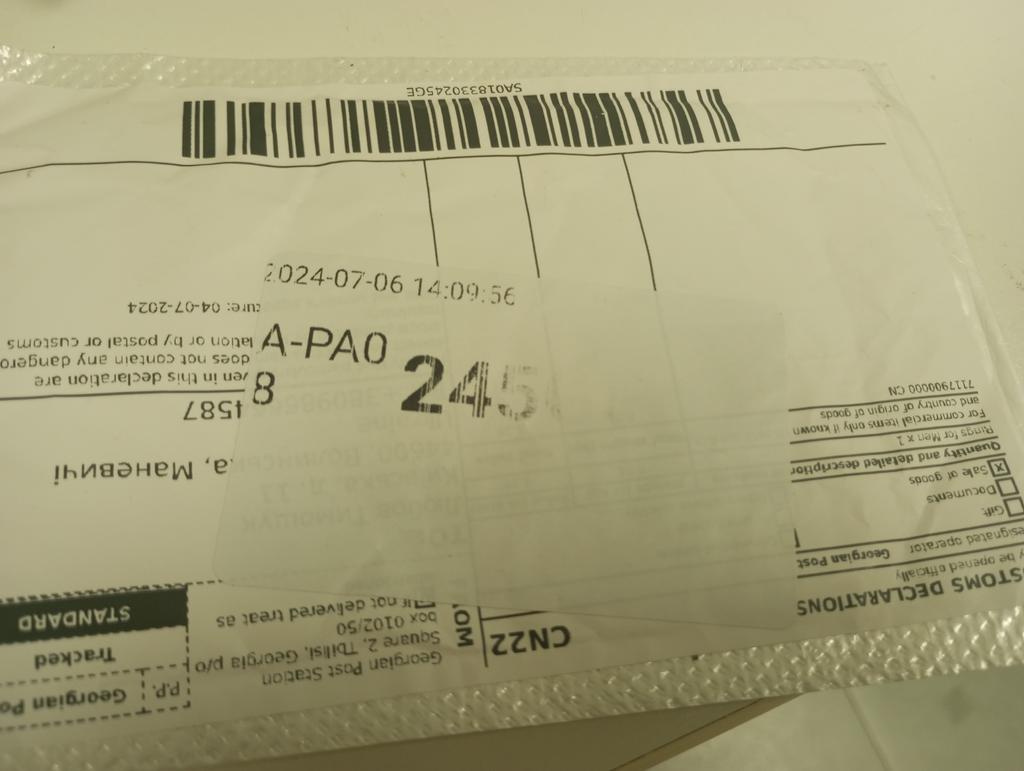 STOMS DECLARATIONS
y be opened officially
esignated operator Georgian Post
Gift
Documents
X Sale of goods
Quantity and detailed description
Rings for Men x 1
For commercial items only if known
and country of origin of goods
7117900000 CN
CN22
OM
Georgian Post Station
Square 2, Tbilisi, Georgia p/o
box 0102/50
if not delivered treat as
P.P. Georgian Po
Tracked
STANDARD
а, Маневичі
4587
ven in this declaration are
does not contain any dangero
lation or by postal or customs
ture: 04-07-2024
2024-07-06 14:09:56
A-PAO
8
245
SA018330245GE